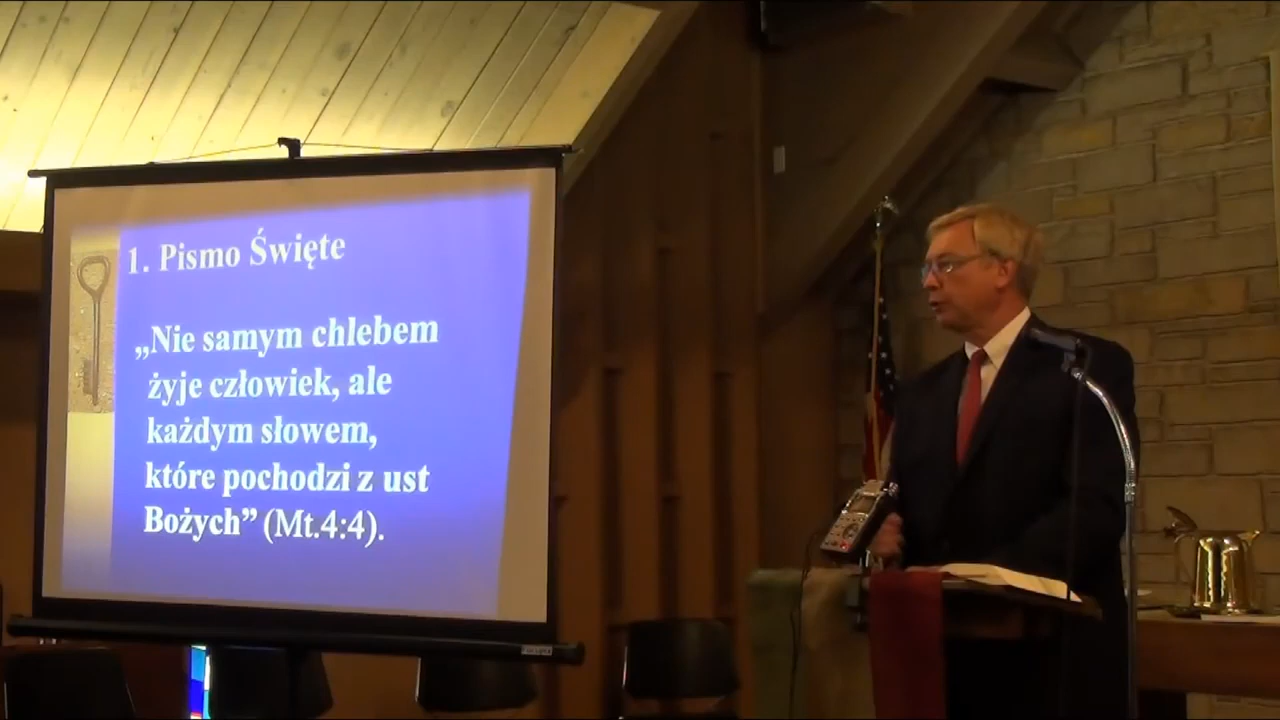 1. Pismo Święte
„Nie samym chlebem
żyje człowiek, ale
każdym słowem,
które pochodzi z ust
Bożych” (Mt.4:4).